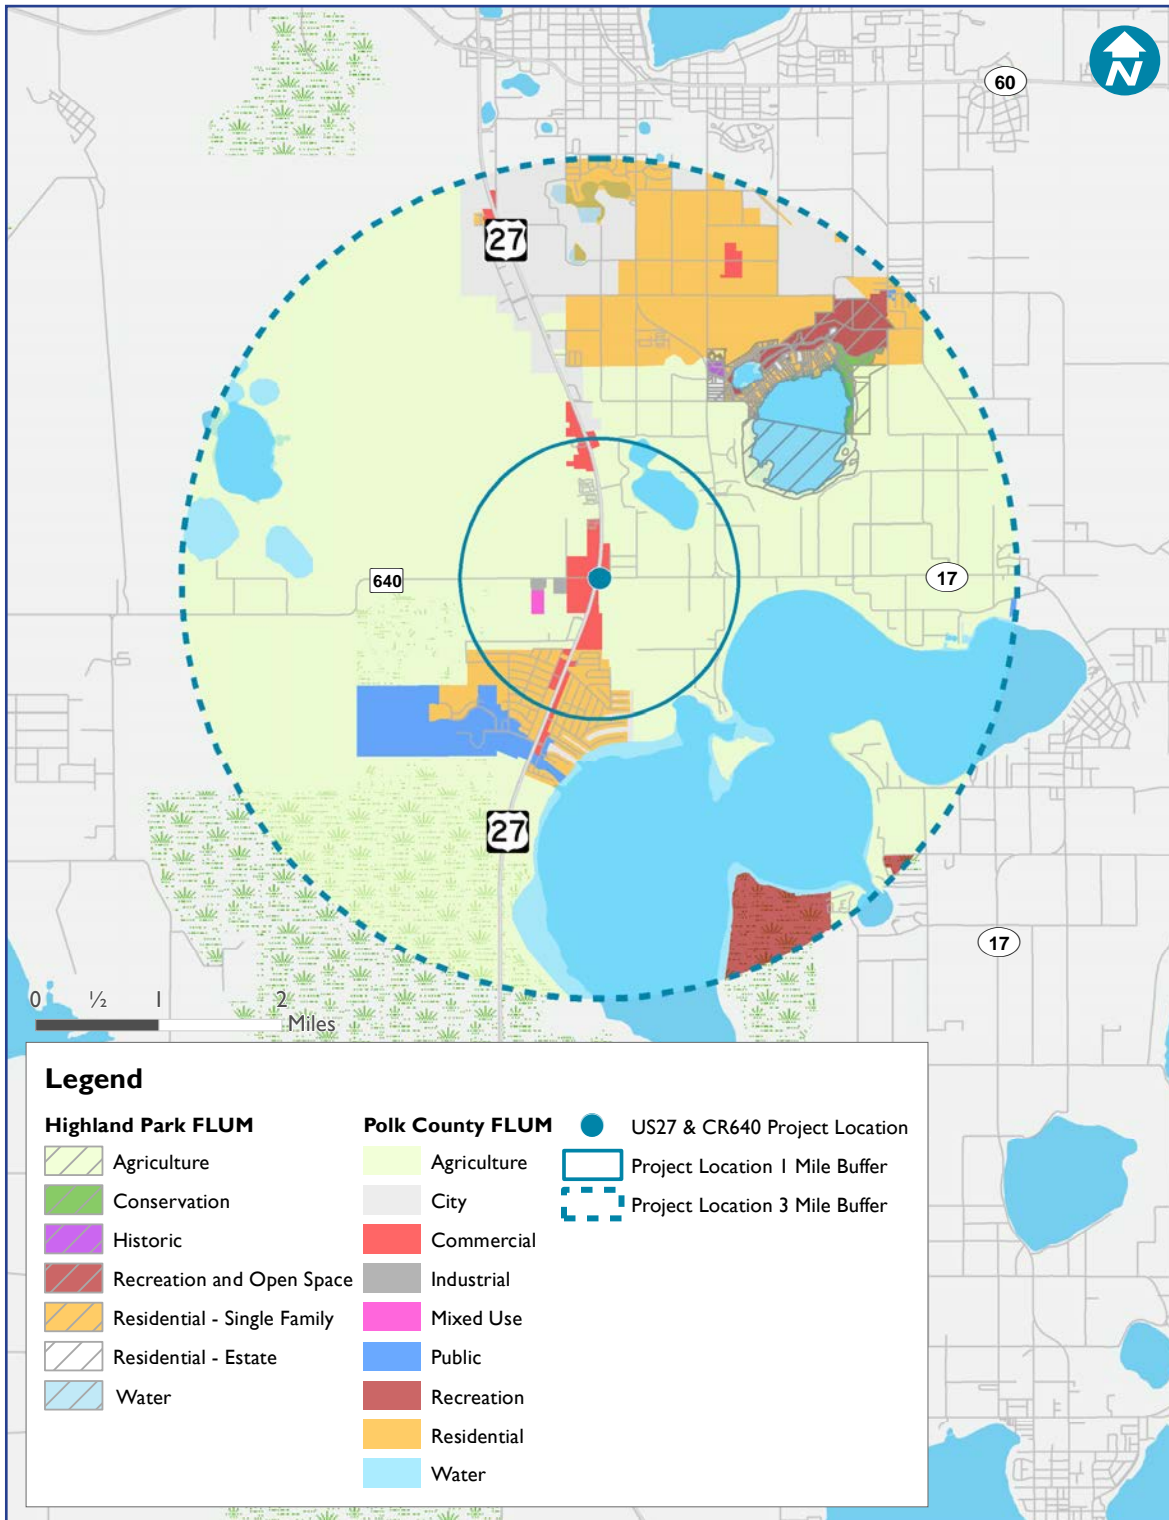 N
60
27
640
17
27
17
0 ½ 1 2
Miles
Legend
Highland Park FLUM
Agriculture
Conservation
Historic
Recreation and Open Space
Residential - Single Family
Residential - Estate
Water
Polk County FLUM
Agriculture
City
Commercial
Industrial
Mixed Use
Public
Recreation
Residential
Water
US27 & CR640 Project Location
Project Location 1 Mile Buffer
Project Location 3 Mile Buffer